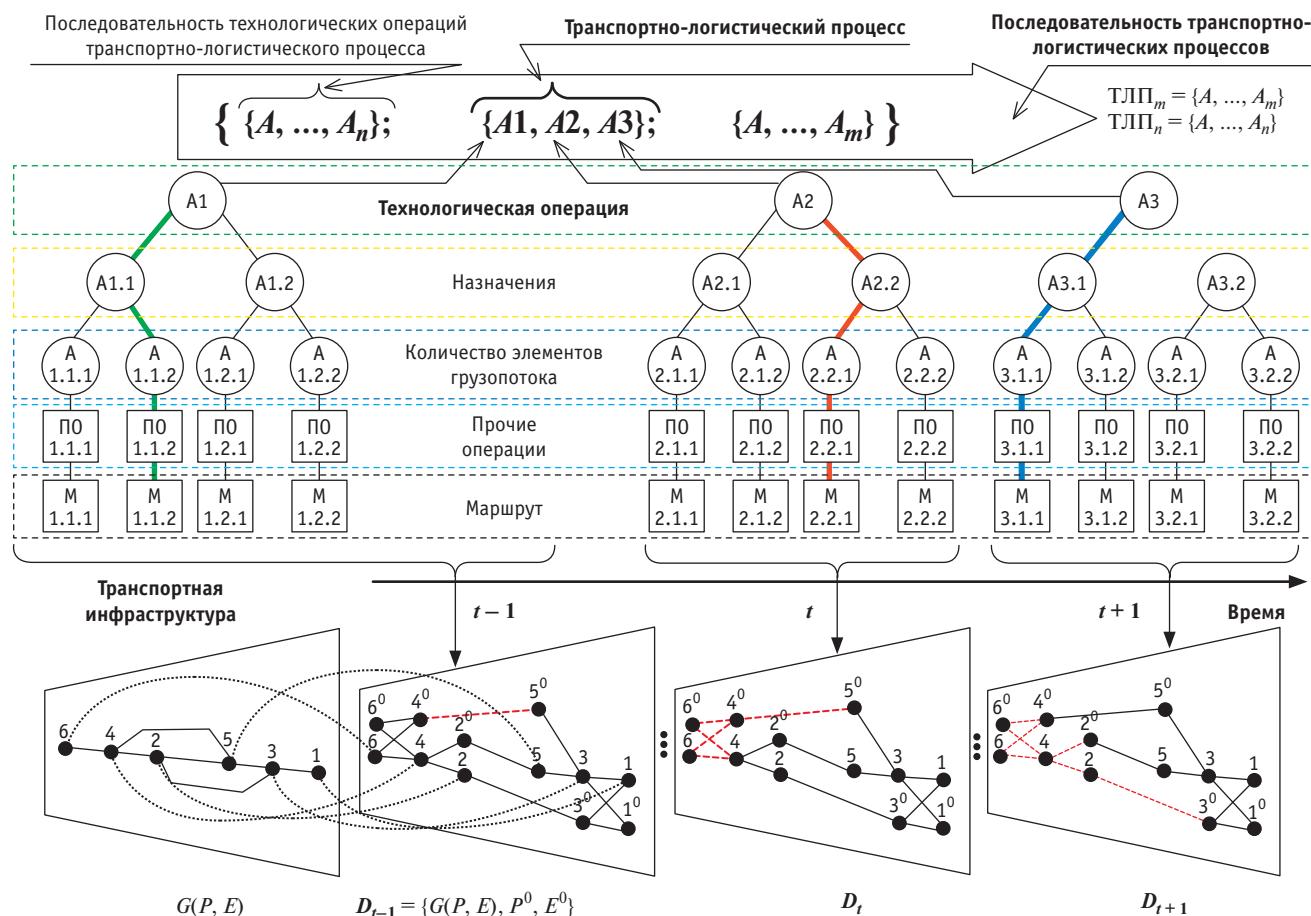 Последовательность технологических операций
транспортно-логистического процесса
Транспортно-логистический процесс
Последовательность транспортно-
логистических процессов
{ {A, ..., Aₙ}; {A1, A2, A3}; {A, ..., Aₘ} }
ТЛПₘ = {A, ..., Aₘ}
ТЛПₙ = {A, ..., Aₙ}
А1 Технологическая операция А2 А3
А1.1 А1.2 Назначения А2.1 А2.2 А3.1 А3.2
А А А А Количество элементов А А А А А А А А
1.1.1 1.1.2 1.2.1 1.2.2 грузопотока 2.1.1 2.1.2 2.2.1 2.2.2 3.1.1 3.1.2 3.2.1 3.2.2
ПО ПО ПО ПО Прочие ПО ПО ПО ПО ПО ПО ПО ПО
1.1.1 1.1.2 1.2.1 1.2.2 операции 2.1.1 2.1.2 2.2.1 2.2.2 3.1.1 3.1.2 3.2.1 3.2.2
М М М М Маршрут М М М М М М М М
1.1.1 1.1.2 1.2.1 1.2.2 2.1.1 2.1.2 2.2.1 2.2.2 3.1.1 3.1.2 3.2.1 3.2.2
Транспортная
инфраструктура
t – 1 t t + 1 Время
6 4 2 5 3 1
6⁰ 4⁰ 5⁰ 2⁰ 6 4 2 5 3 1 3⁰ 1⁰
6⁰ 4⁰ 5⁰ 2⁰ 6 4 2 5 3 1 3⁰ 1⁰
6⁰ 4⁰ 5⁰ 2⁰ 6 4 2 5 3 1 3⁰ 1⁰
G(P, E) Dₜ₋₁ = {G(P, E), P⁰, E⁰} Dₜ Dₜ₊₁